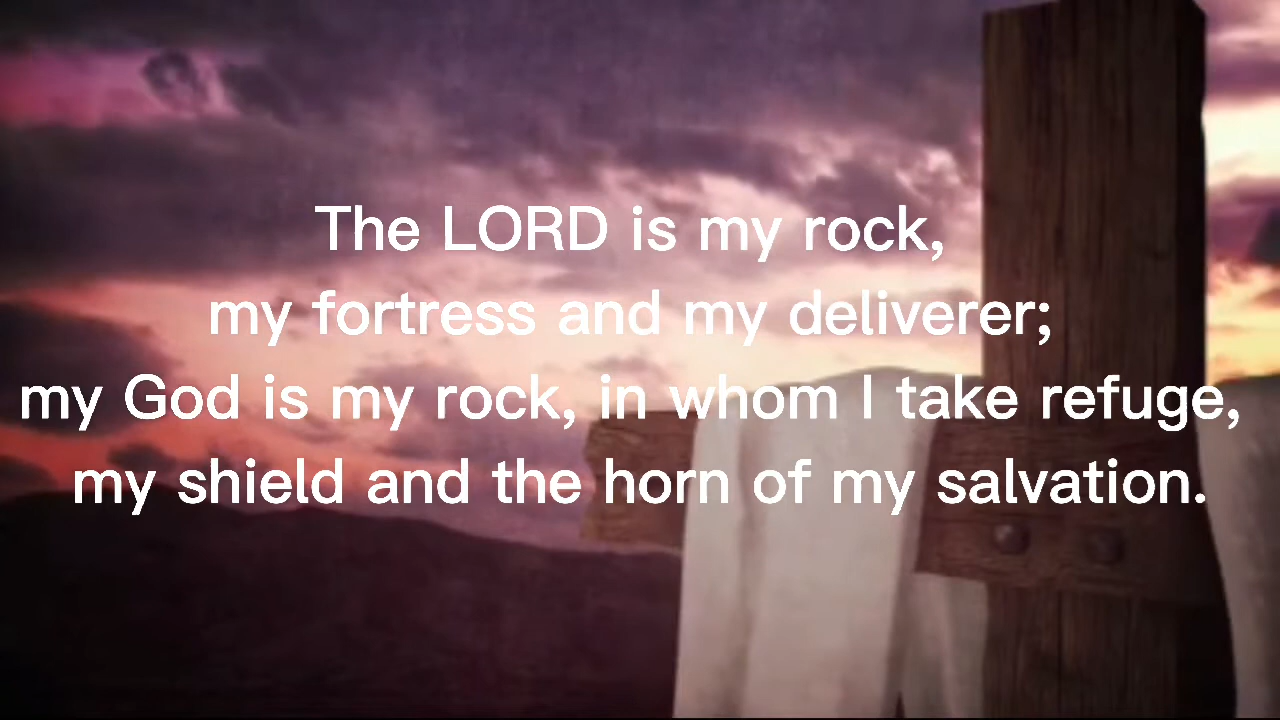 The LORD is my rock,
my fortress and my deliverer;
my God is my rock, in whom I take refuge,
my shield and the horn of my salvation.